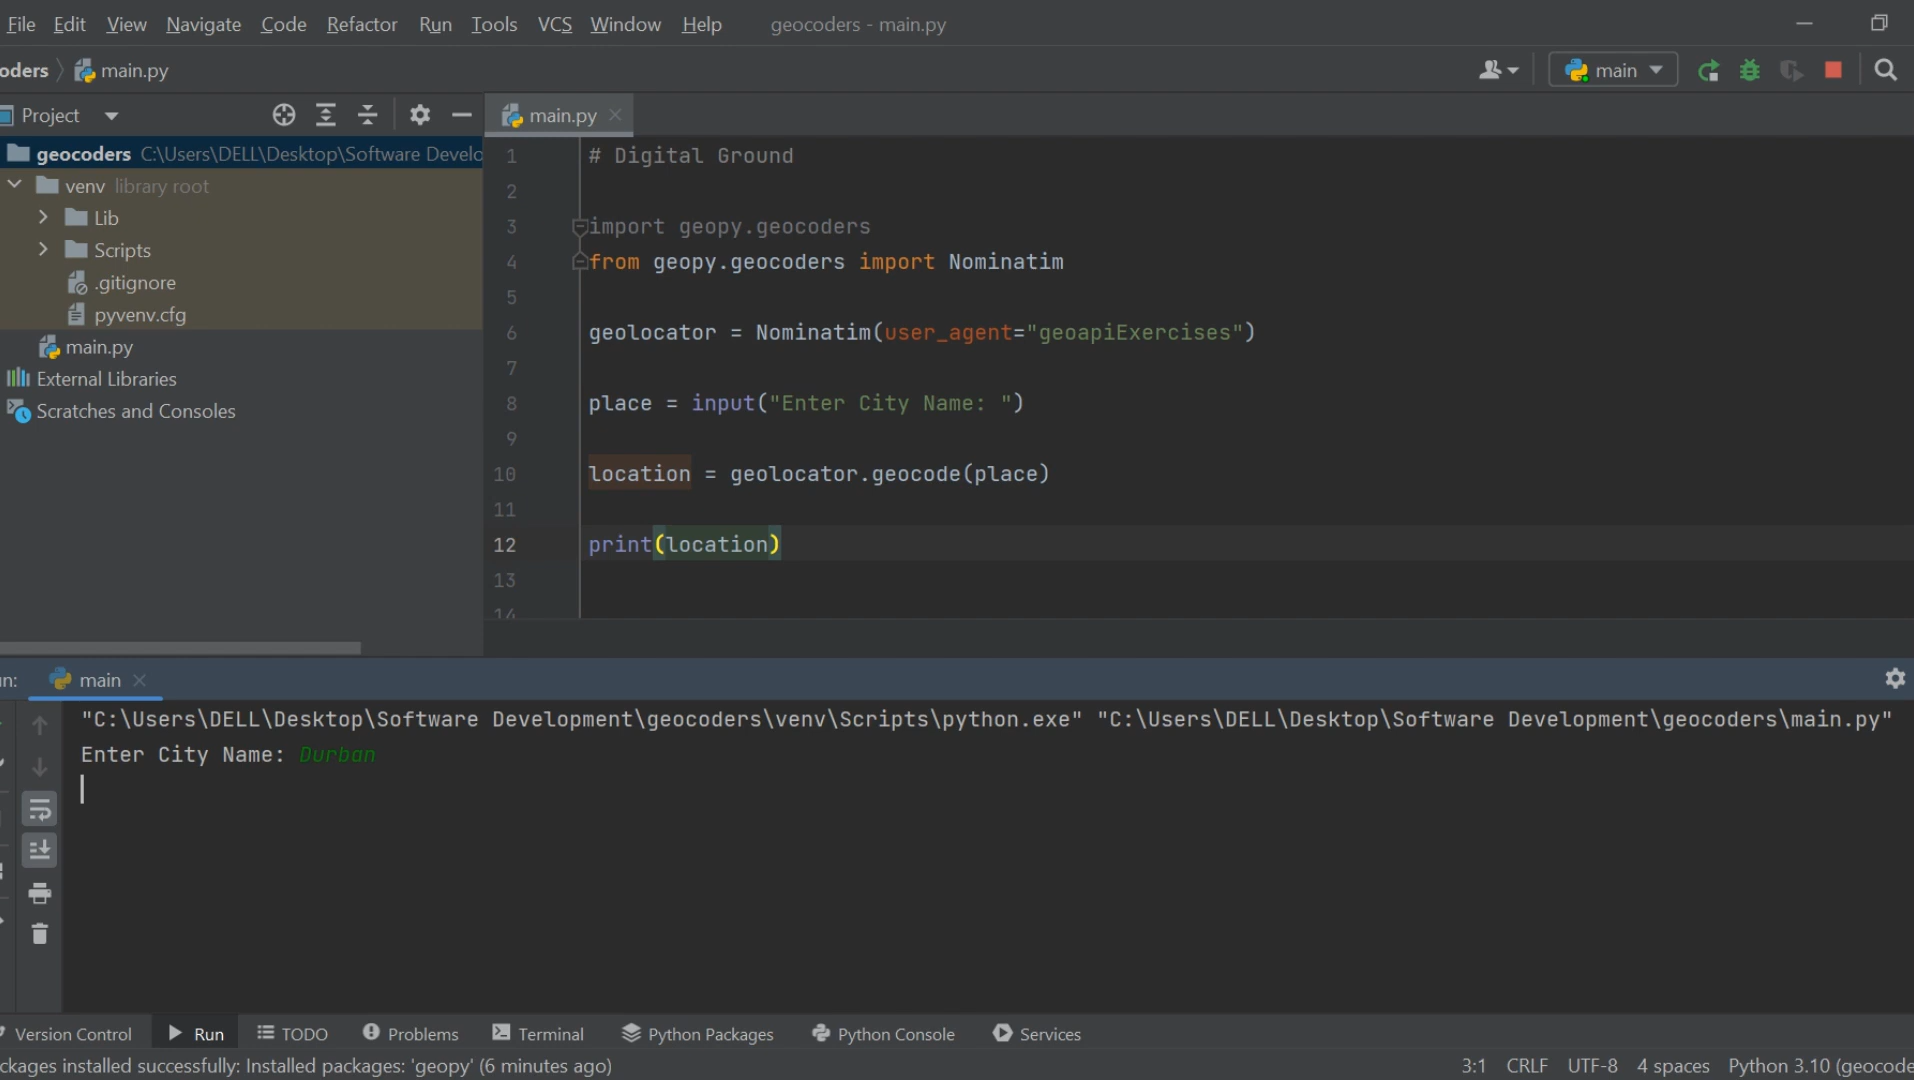 File Edit View Navigate Code Refactor Run Tools VCS Window Help geocoders - main.py
oders main.py main
Project main.py
geocoders C:\Users\DELL\Desktop\Software Develo
venv library root
Lib
Scripts
.gitignore
pyvenv.cfg
main.py
External Libraries
Scratches and Consoles
1 # Digital Ground
2
3 import geopy.geocoders
4 from geopy.geocoders import Nominatim
5
6 geolocator = Nominatim(user_agent="geoapiExercises")
7
8 place = input("Enter City Name: ")
9
10 location = geolocator.geocode(place)
11
12 print(location)
13
14
un: main
"C:\Users\DELL\Desktop\Software Development\geocoders\venv\Scripts\python.exe" "C:\Users\DELL\Desktop\Software Development\geocoders\main.py"
Enter City Name: Durban
Version Control Run TODO Problems Terminal Python Packages Python Console Services
ckages installed successfully: Installed packages: 'geopy' (6 minutes ago) 3:1 CRLF UTF-8 4 spaces Python 3.10 (geocode